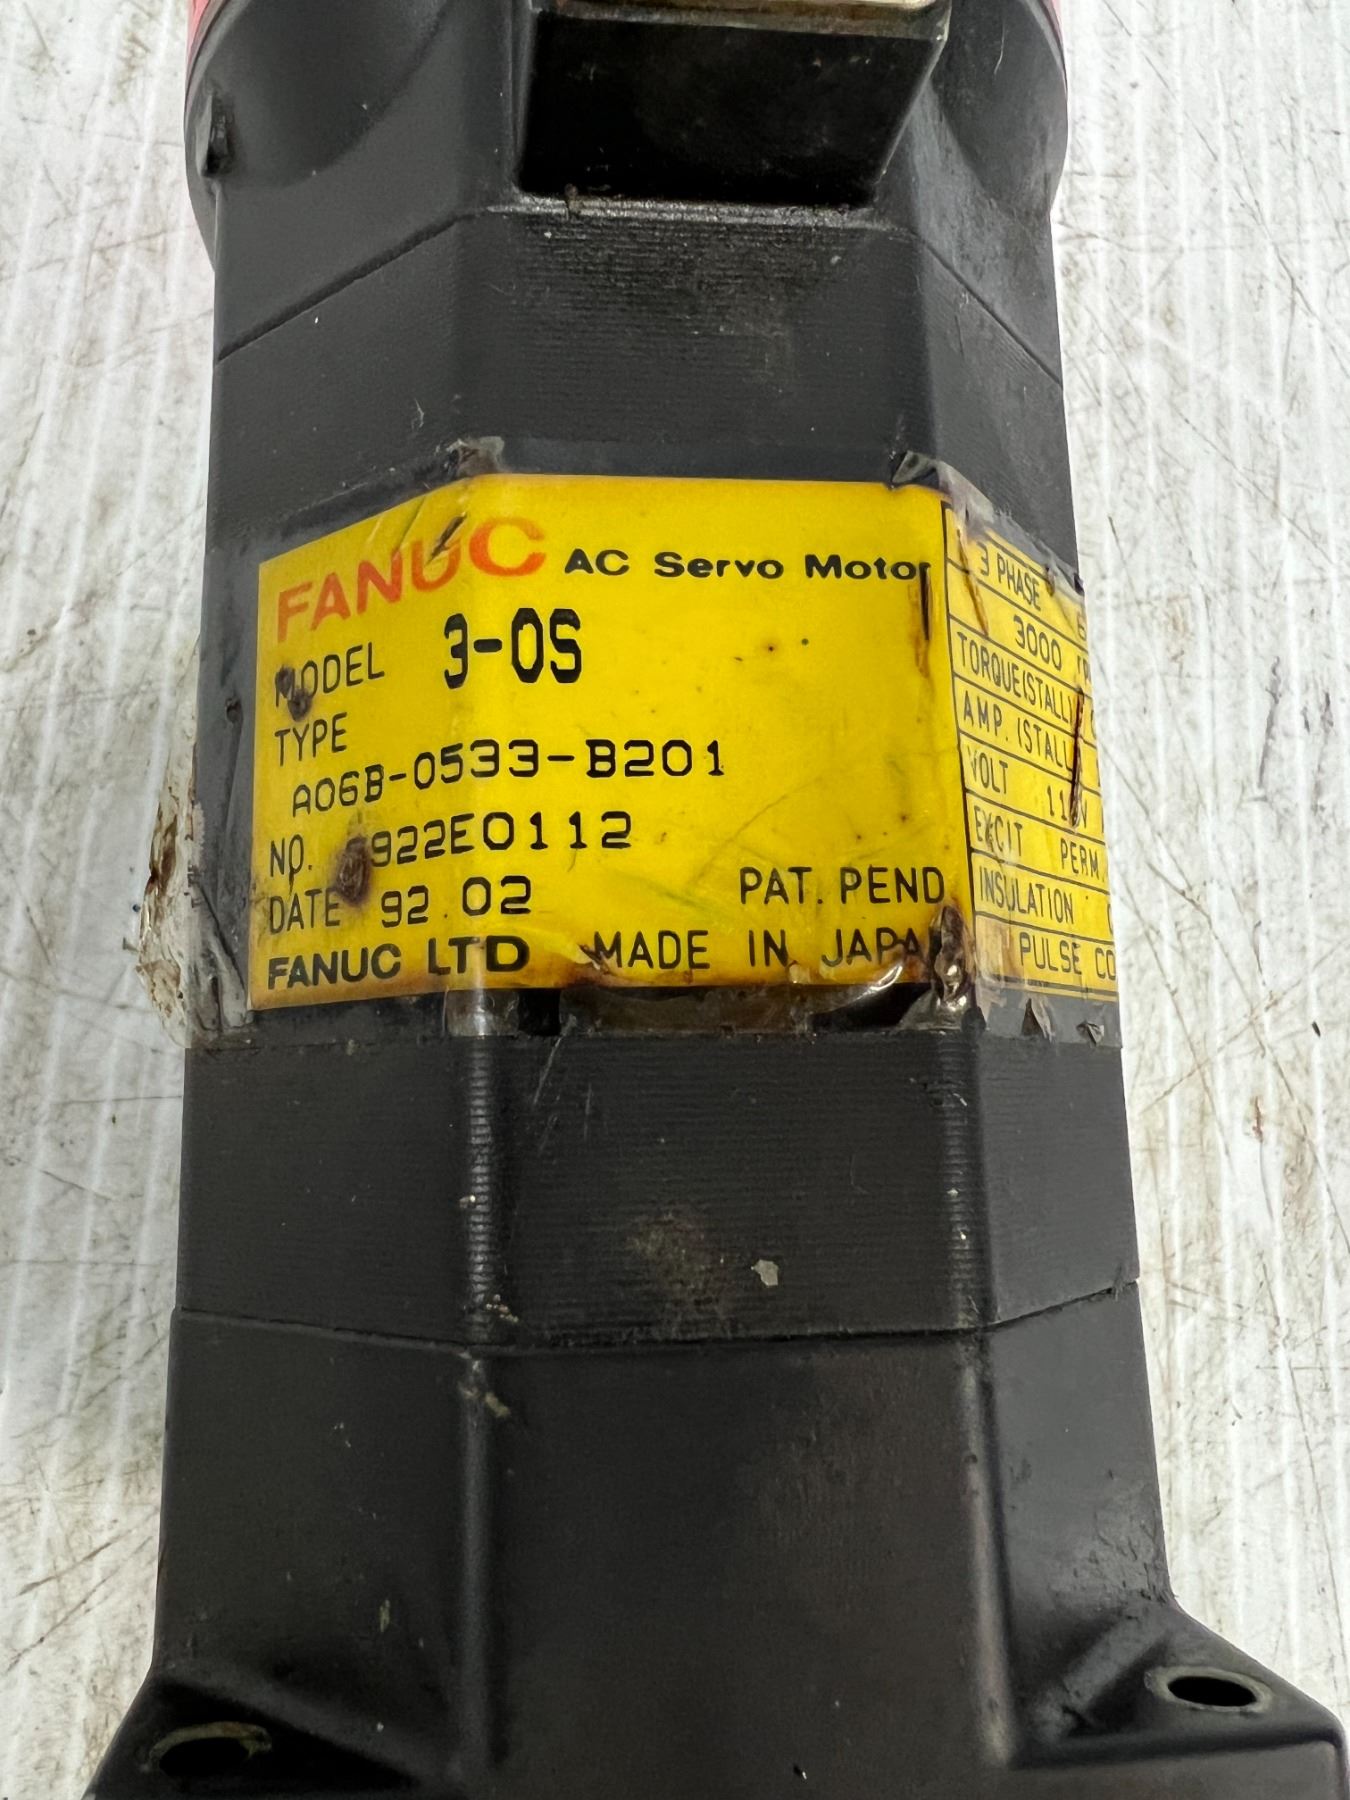 FANUC AC Servo Motor
MODEL 3-0S
TYPE
A06B-0533-B201
NO. 922E0112
DATE 92.02
PAT. PEND
FANUC LTD MADE IN JAPAN
3 PHASE
3000
TORQUE(STALL)
AMP. (STALL
VOLT
EXCIT PERM.
INSULATION
PULSE CO